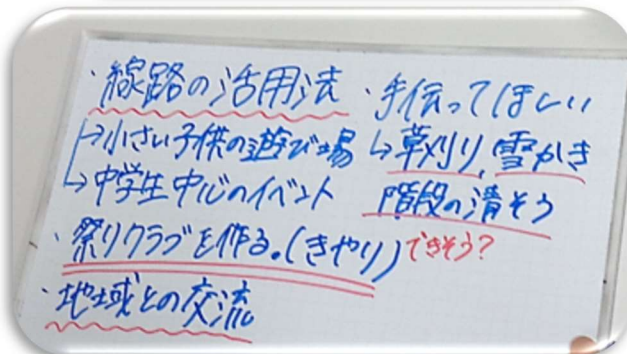 ・線路の活用法
→小さい子供の遊び場
→中学生中心のイベント
・祭りクラブを作る。(きやり)できそう?
・地域との交流
・手伝ってほしい
→草刈り、雪かき
階段の清そう